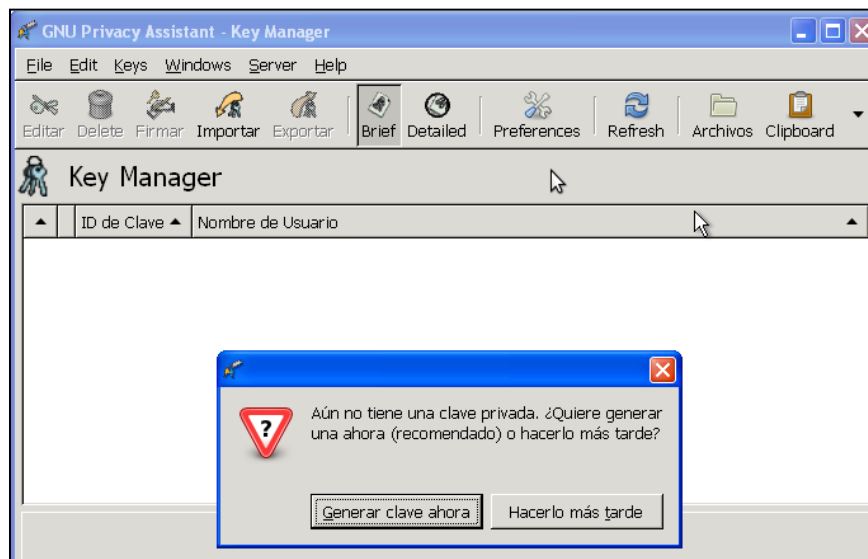 GNU Privacy Assistant - Key Manager
File Edit Keys Windows Server Help
Editar Delete Firmar Importar Exportar Brief Detailed Preferences Refresh Archivos Clipboard
Key Manager
ID de Clave Nombre de Usuario
?
Aún no tiene una clave privada. ¿Quiere generar
una ahora (recomendado) o hacerlo más tarde?
Generar clave ahora Hacerlo más tarde